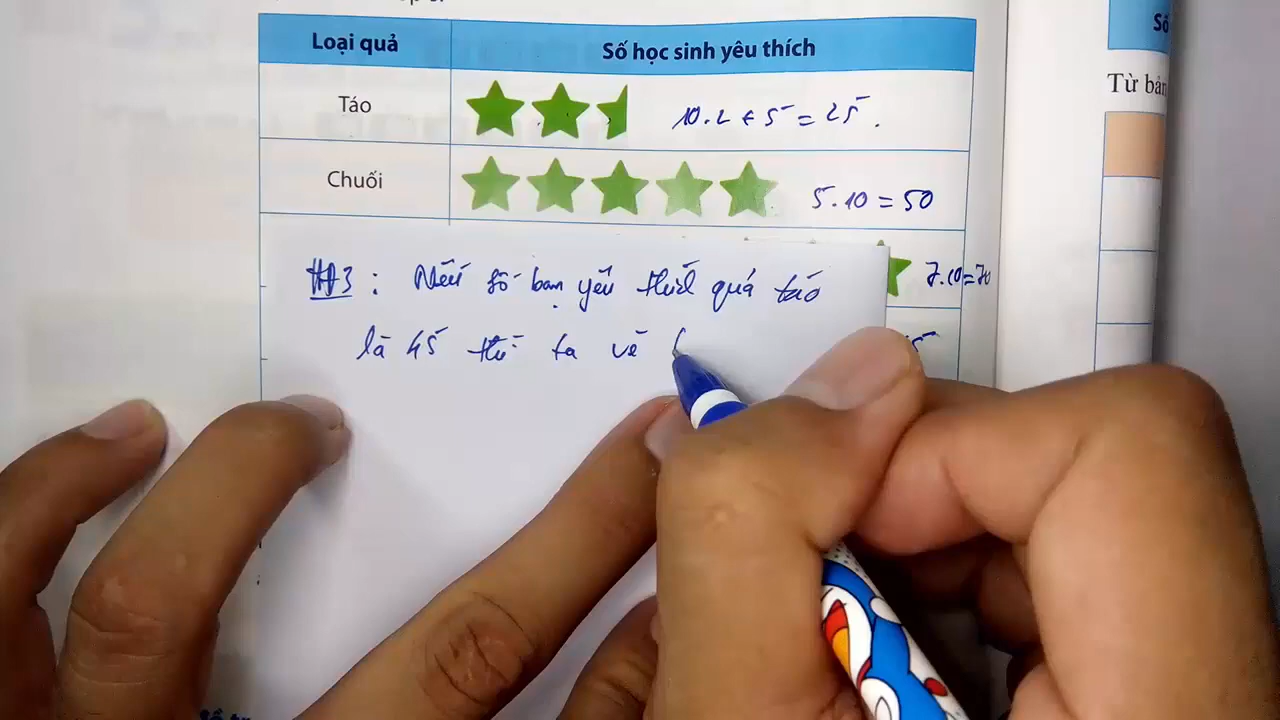 Loại quả Số học sinh yêu thích
Táo 10.2 + 5 = 25.
Chuối 5.10 = 50
7.10=70
HĐ3: Nếu số bạn yêu thích quả táo
là 45 thì ta vẽ
Số
Từ bản